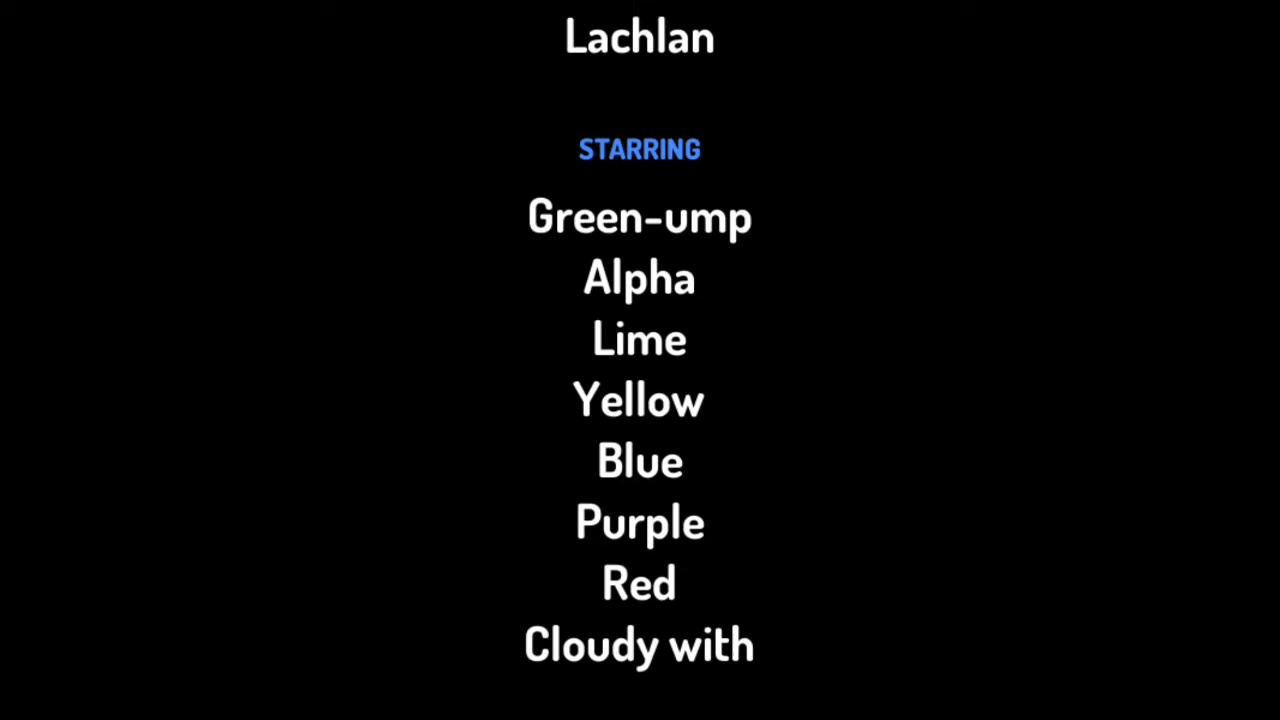 Lachlan
STARRING
Green-ump
Alpha
Lime
Yellow
Blue
Purple
Red
Cloudy with